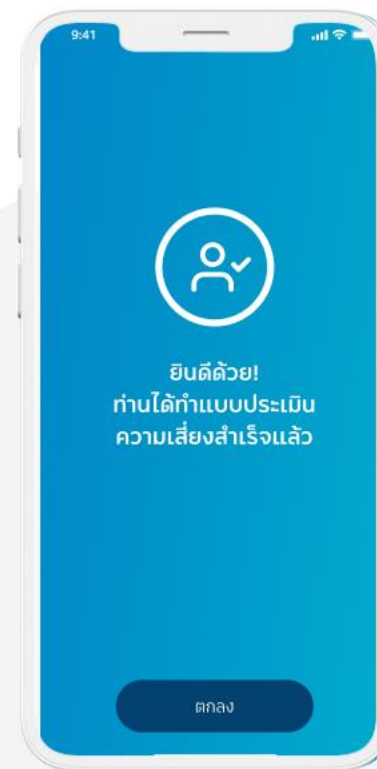 9:41
ยินดีด้วย!
ท่านได้ทำแบบประเมิน
ความเสี่ยงสำเร็จแล้ว
ตกลง